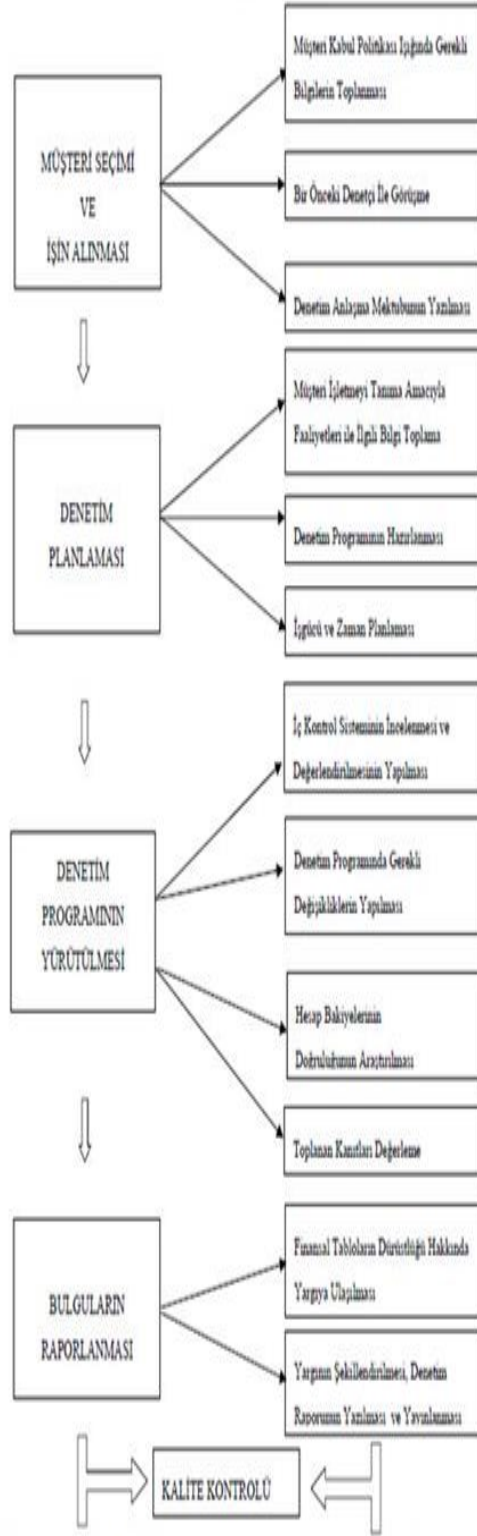 MÜŞTERİ SEÇİMİ
VE
İŞİN ALINMASI
Müşteri Kabul Politikası Işığında Gerekli
Bilgilerin Toplanması
Bir Önceki Denetçi İle Görüşme
Denetim Anlaşma Mektubunun Yazılması
DENETİM
PLANLAMASI
Müşteri İşletmeyi Tanıma Amacıyla
Faaliyetleri ile İlgili Bilgi Toplama
Denetim Programının Hazırlanması
İşgücü ve Zaman Planlaması
DENETİM
PROGRAMININ
YÜRÜTÜLMESİ
İç Kontrol Sisteminin İncelenmesi ve
Değerlendirilmesinin Yapılması
Denetim Programında Gerekli
Değişikliklerin Yapılması
Hesap Bakiyelerinin
Doğruluğunun Araştırılması
Toplanan Kanıtları Değerleme
BULGULARIN
RAPORLANMASI
Finansal Tabloların Dürüstlüğü Hakkında
Yargıya Ulaşılması
Yargının Şekillendirilmesi, Denetim
Raporunun Yazılması ve Yayınlanması
KALİTE KONTROLÜ